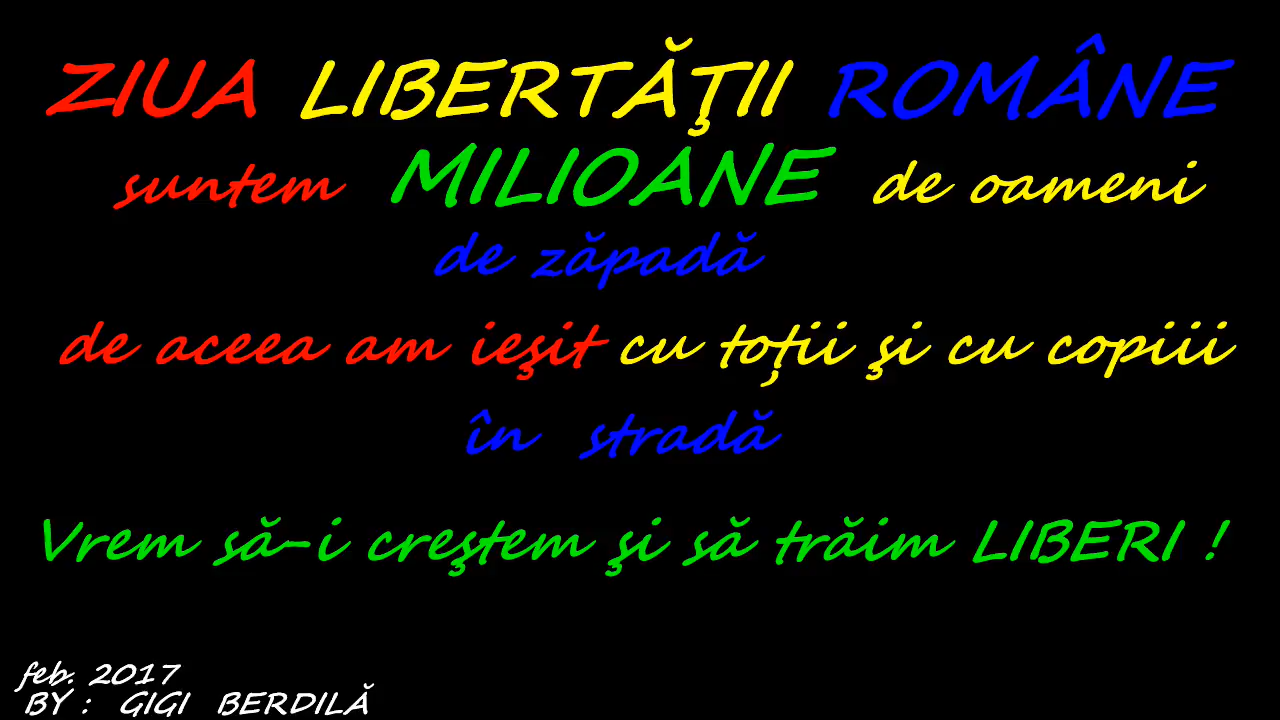 ZIUA LIBERTĂŢII ROMÂNE
suntem MILIOANE de oameni
de zăpadă
de aceea am ieşit cu toţii şi cu copiii
în stradă
Vrem să-i creştem şi să trăim LIBERI !
feb. 2017
BY : GIGI BERDILĂ